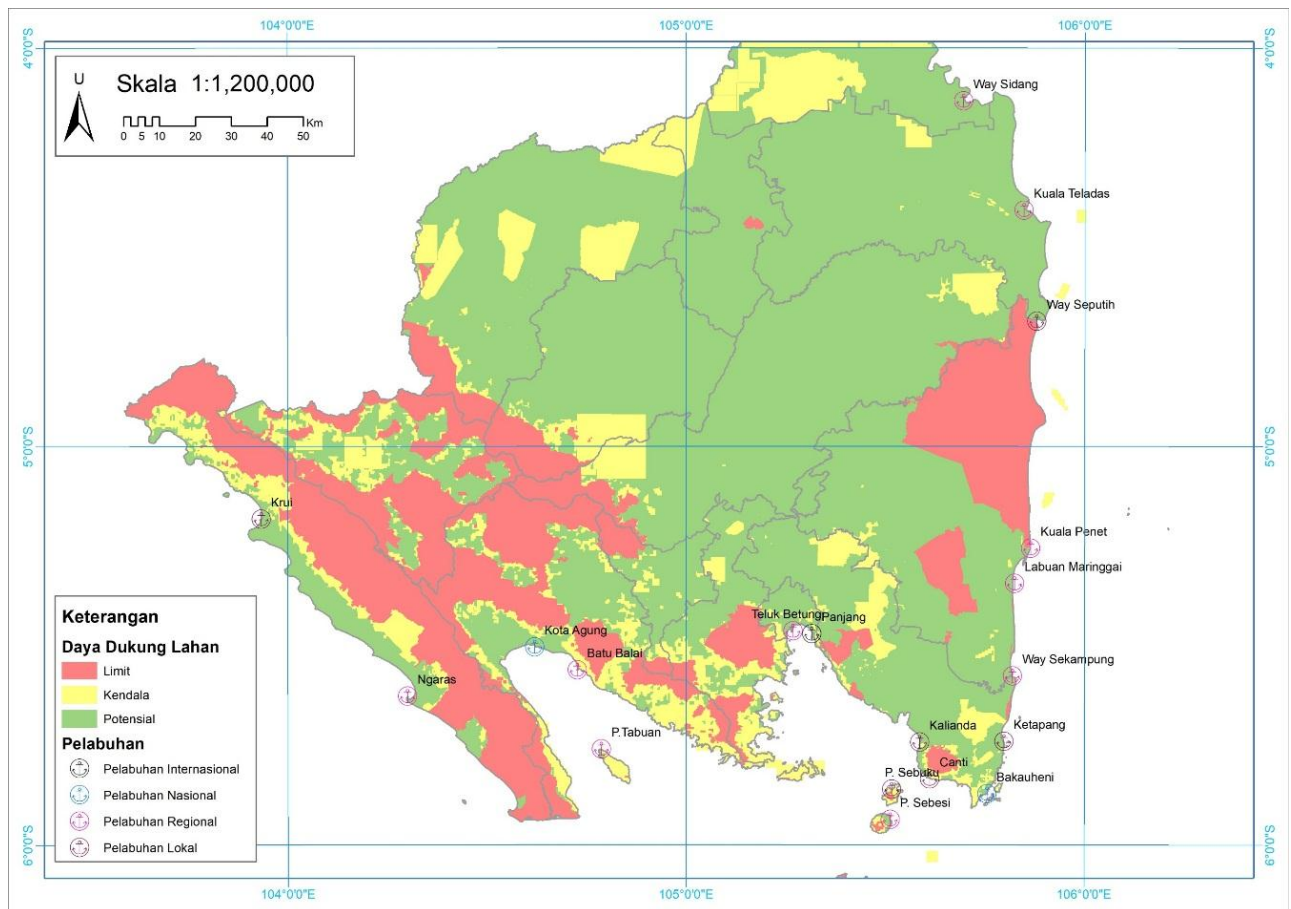 104°0'0"E
105°0'0"E
106°0'0"E
4°0'0"S
4°0'0"S
U
Skala 1:1,200,000
Km
0 5 10 20 30 40 50
Way Sidang
Kuala Teladas
Way Seputih
5°0'0"S
5°0'0"S
Krui
Kuala Penet
Labuan Maringgai
Teluk Betung
Panjang
Kota Agung
Batu Balai
Way Sekampung
Ngaras
P.Tabuan
Kalianda
Ketapang
Canti
P. Sebuku
Bakauheni
P. Sebesi
Keterangan
Daya Dukung Lahan
Limit
Kendala
Potensial
Pelabuhan
Pelabuhan Internasional
Pelabuhan Nasional
Pelabuhan Regional
Pelabuhan Lokal
6°0'0"S
6°0'0"S
104°0'0"E
105°0'0"E
106°0'0"E